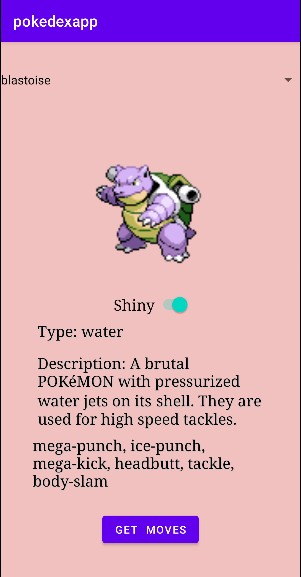 pokedexapp
blastoise
Shiny
Type: water
Description: A brutal
POKéMON with pressurized
water jets on its shell. They are
used for high speed tackles.
mega-punch, ice-punch,
mega-kick, headbutt, tackle,
body-slam
GET MOVES